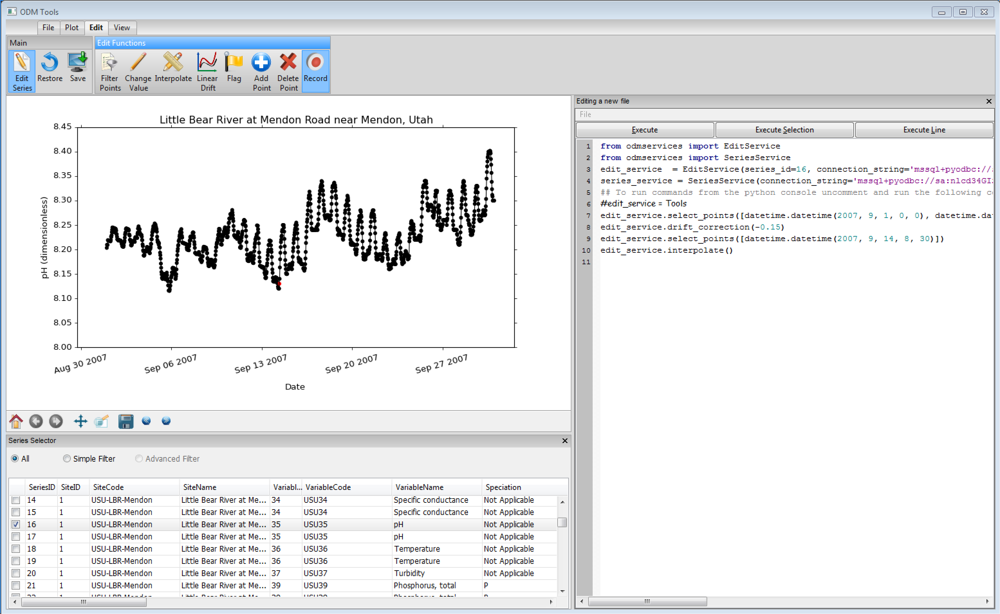 ODM Tools
File Plot Edit View
Main
Edit Functions
Edit Series
Restore
Save
Filter Points
Change Value
Interpolate
Linear Drift
Flag
Add Point
Delete Point
Record
Little Bear River at Mendon Road near Mendon, Utah
8.45
8.40
8.35
8.30
8.25
8.20
8.15
8.10
8.05
8.00
pH (dimensionless)
Aug 30 2007
Sep 06 2007
Sep 13 2007
Sep 20 2007
Sep 27 2007
Date
Series Selector
All
Simple Filter
Advanced Filter
SeriesID SiteID SiteCode SiteName Variabl... VariableCode VariableName Speciation
14 1 USU-LBR-Mendon Little Bear River at Me... 34 USU34 Specific conductance Not Applicable
15 1 USU-LBR-Mendon Little Bear River at Me... 34 USU34 Specific conductance Not Applicable
16 1 USU-LBR-Mendon Little Bear River at Me... 35 USU35 pH Not Applicable
17 1 USU-LBR-Mendon Little Bear River at Me... 35 USU35 pH Not Applicable
18 1 USU-LBR-Mendon Little Bear River at Me... 36 USU36 Temperature Not Applicable
19 1 USU-LBR-Mendon Little Bear River at Me... 36 USU36 Temperature Not Applicable
20 1 USU-LBR-Mendon Little Bear River at Me... 37 USU37 Turbidity Not Applicable
21 1 USU-LBR-Mendon Little Bear River at Me... 39 USU39 Phosphorus, total P
Editing a new file
File
Execute
Execute Selection
Execute Line
1 from odmservices import EditService
2 from odmservices import SeriesService
3 edit_service  = EditService(series_id=16, connection_string='mssql+pyodbc://
4 series_service = SeriesService(connection_string='mssql+pyodbc://sa:nlcd34GI
5 ## To run commands from the python console uncomment and run the following
6 #edit_service = Tools
7 edit_service.select_points([datetime.datetime(2007, 9, 1, 0, 0), datetime.da
8 edit_service.drift_correction(-0.15)
9 edit_service.select_points([datetime.datetime(2007, 9, 14, 8, 30)])
10 edit_service.interpolate()
11